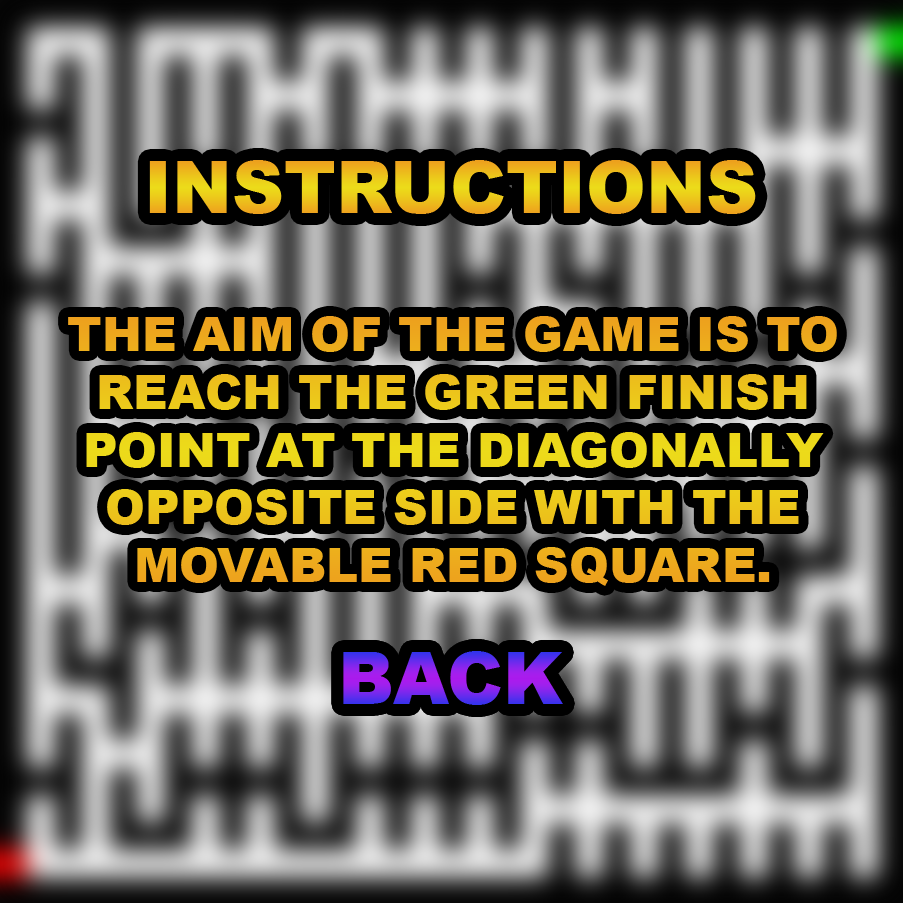 INSTRUCTIONS
THE AIM OF THE GAME IS TO
REACH THE GREEN FINISH
POINT AT THE DIAGONALLY
OPPOSITE SIDE WITH THE
MOVABLE RED SQUARE.
BACK